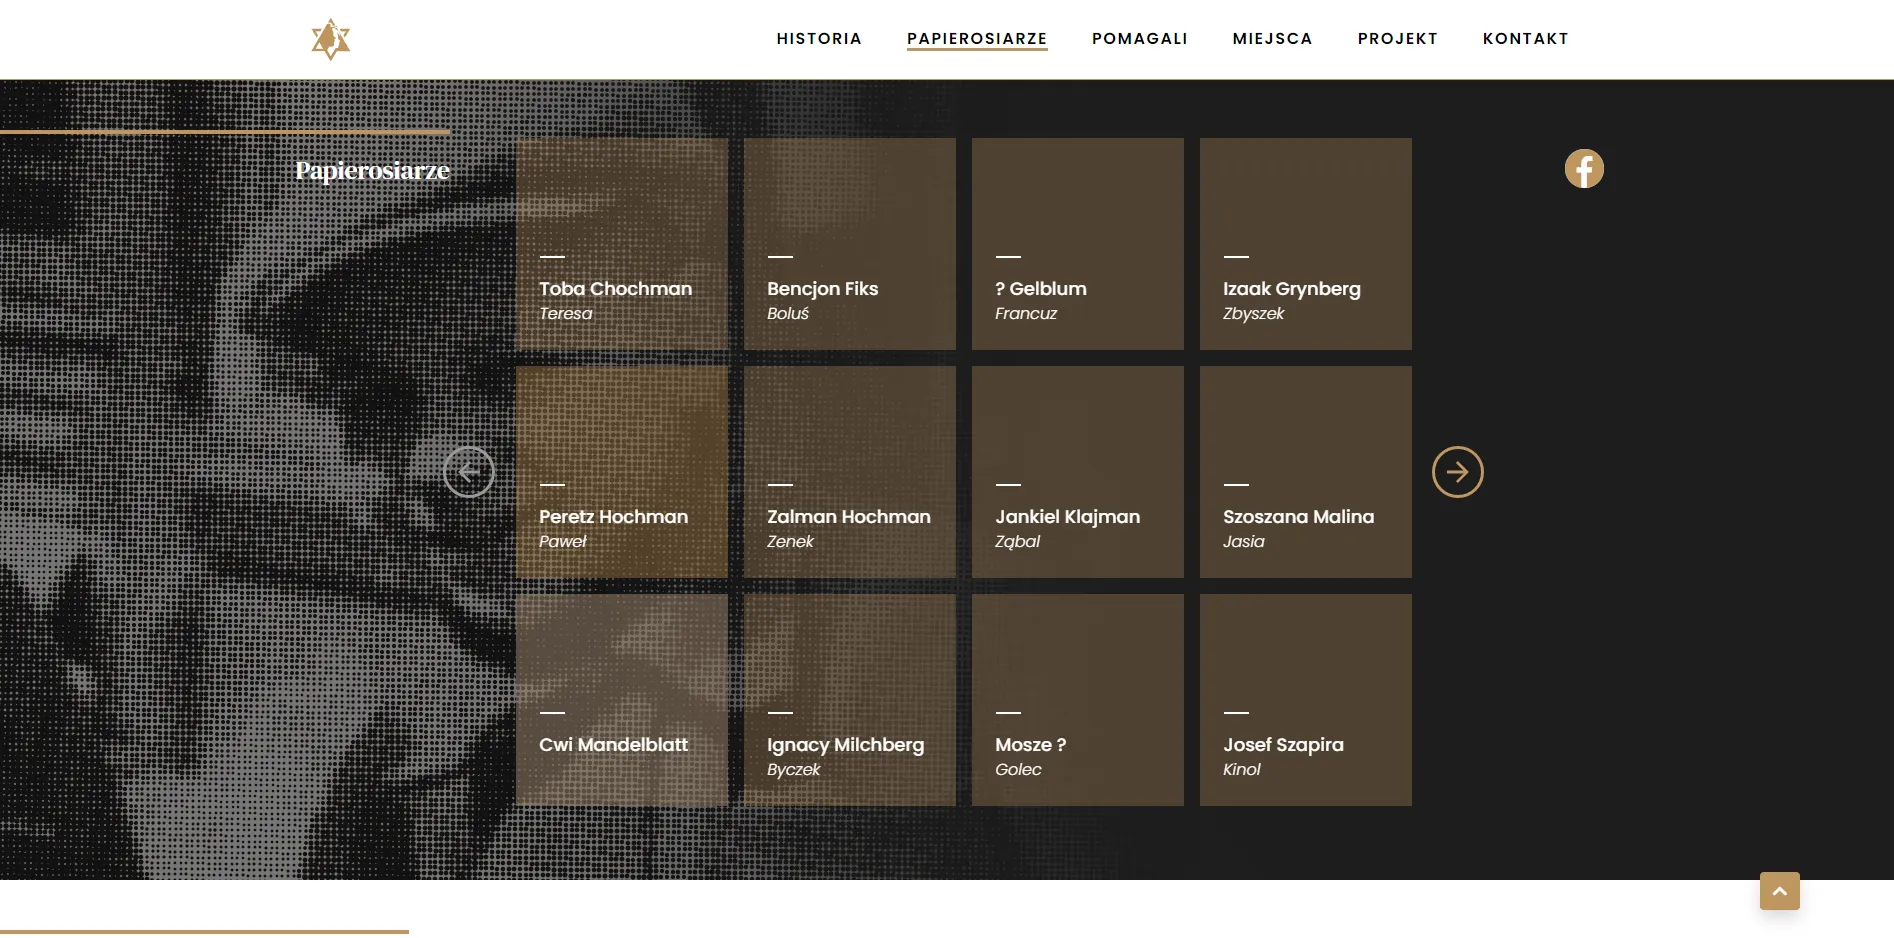 HISTORIA
PAPIEROSIARZE
POMAGALI
MIEJSCA
PROJEKT
KONTAKT
Papierosiarze
Toba Chochman
Teresa
Bencjon Fiks
Boluś
? Gelblum
Francuz
Izaak Grynberg
Zbyszek
Peretz Hochman
Paweł
Zalman Hochman
Zenek
Jankiel Klajman
Ząbal
Szoszana Malina
Jasia
Cwi Mandelblatt
Ignacy Milchberg
Byczek
Mosze ?
Golec
Josef Szapira
Kinol